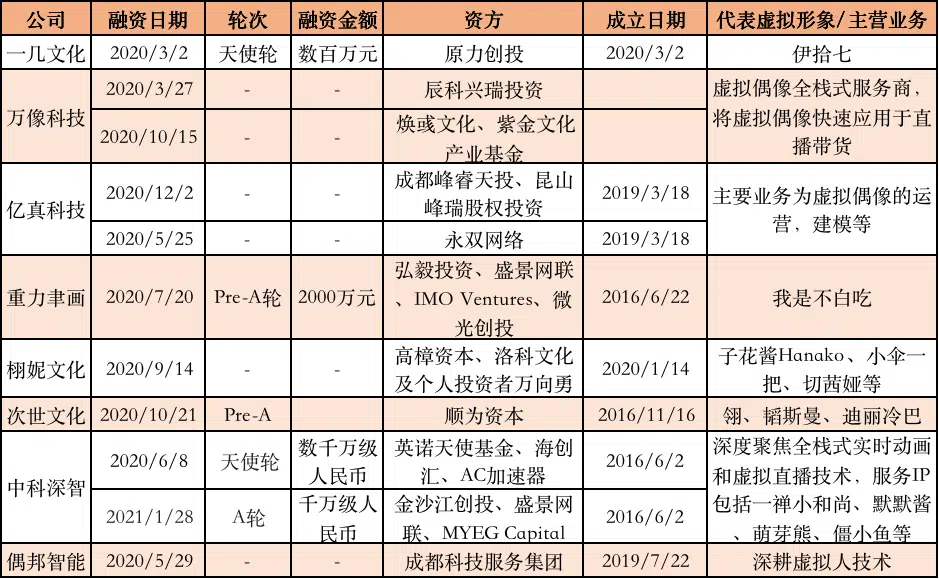 公司 融资日期 轮次 融资金额 资方 成立日期 代表虚拟形象/主营业务
一几文化 2020/3/2 天使轮 数百万元 原力创投 2020/3/2 伊拾七
万像科技
2020/3/27 - - 辰科兴瑞投资
2020/10/15 - - 焕彧文化、紫金文化
产业基金
虚拟偶像全栈式服务商，
将虚拟偶像快速应用于直
播带货
亿真科技
2020/12/2 - - 成都峰睿天投、昆山
峰瑞股权投资
2019/3/18
2020/5/25 - - 永双网络 2019/3/18
主要业务为虚拟偶像的运
营，建模等
重力聿画 2020/7/20 Pre-A轮 2000万元
弘毅投资、盛景网联
、IMO Ventures、微
光创投
2016/6/22 我是不白吃
栩妮文化 2020/9/14 - -
高樟资本、洛科文化
及个人投资者万向勇
2020/1/14
子花酱Hanako、小伞一
把、切茜娅等
次世文化 2020/10/21 Pre-A 顺为资本 2016/11/16 翎、韬斯曼、迪丽冷巴
中科深智
2020/6/8 天使轮
数千万级
人民币
英诺天使基金、海创
汇、AC加速器
2016/6/2
2021/1/28 A轮
千万级人
民币
金沙江创投、盛景网
联、MYEG Capital
2016/6/2
深度聚焦全栈式实时动画
和虚拟直播技术，服务IP
包括一禅小和尚、默默酱
、萌芽熊、僵小鱼等
偶邦智能 2020/5/29 - - 成都科技服务集团 2019/7/22 深耕虚拟人技术